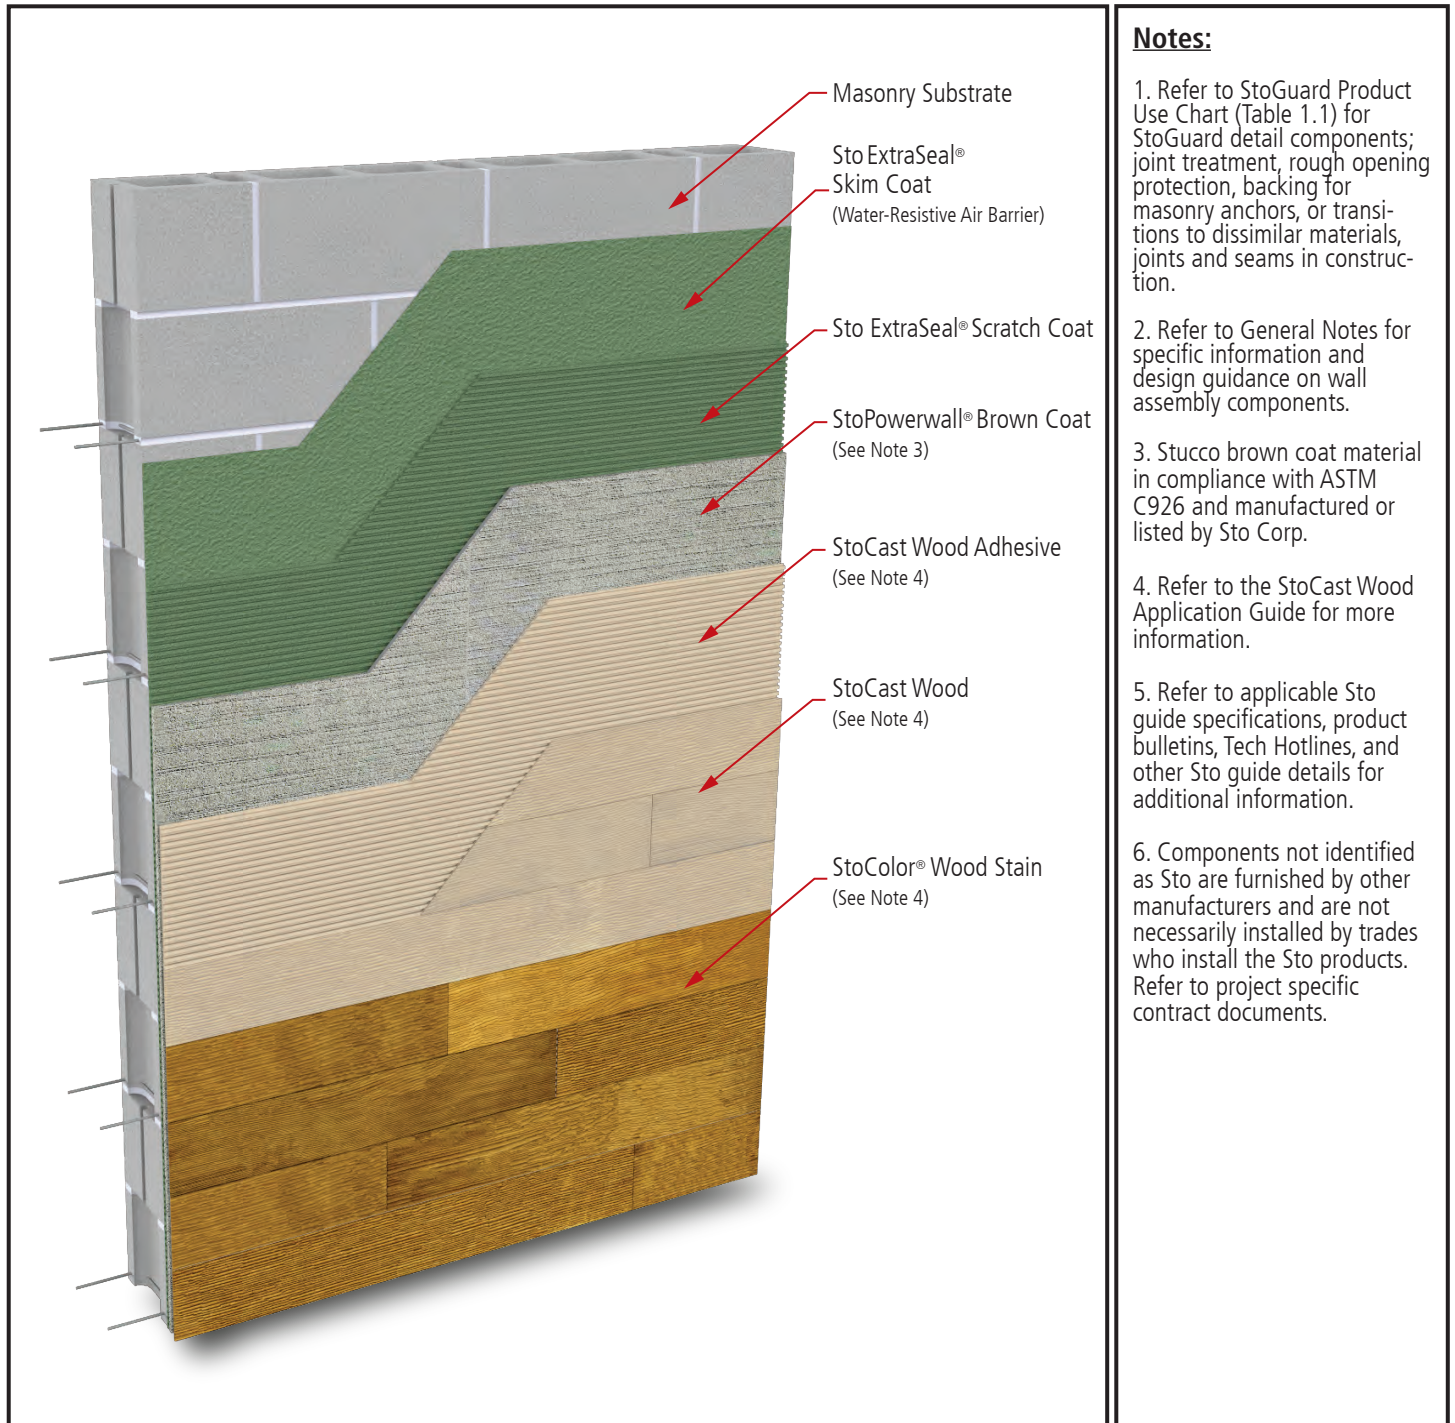 Masonry Substrate
Sto ExtraSeal®
Skim Coat
(Water-Resistive Air Barrier)
Sto ExtraSeal® Scratch Coat
StoPowerwall® Brown Coat
(See Note 3)
StoCast Wood Adhesive
(See Note 4)
StoCast Wood
(See Note 4)
StoColor® Wood Stain
(See Note 4)
Notes:
1. Refer to StoGuard Product
Use Chart (Table 1.1) for
StoGuard detail components;
joint treatment, rough opening
protection, backing for
masonry anchors, or transi-
tions to dissimilar materials,
joints and seams in construc-
tion.
2. Refer to General Notes for
specific information and
design guidance on wall
assembly components.
3. Stucco brown coat material
in compliance with ASTM
C926 and manufactured or
listed by Sto Corp.
4. Refer to the StoCast Wood
Application Guide for more
information.
5. Refer to applicable Sto
guide specifications, product
bulletins, Tech Hotlines, and
other Sto guide details for
additional information.
6. Components not identified
as Sto are furnished by other
manufacturers and are not
necessarily installed by trades
who install the Sto products.
Refer to project specific
contract documents.